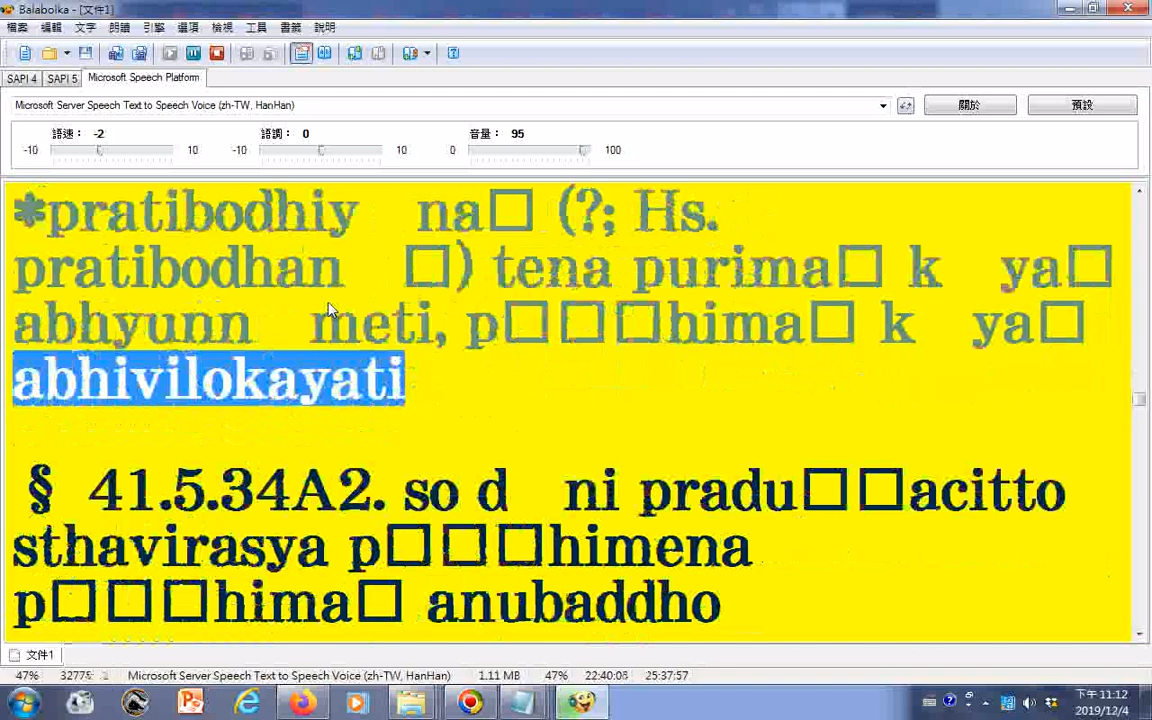 Balabolka - [文件1]
檔案 編輯 文字 朗讀 引擎 選項 檢視 工具 書籤 說明
SAPI 4 SAPI 5 Microsoft Speech Platform
Microsoft Server Speech Text to Speech Voice (zh-TW, HanHan) 關於 預設
語速： -2 語調： 0 音量： 95
-10 10 -10 10 0 100
*pratibodhiy na□ (?; Hs.
pratibodhan □) tena purima□ k ya□
abhyunn meti, p□□□hima□ k ya□
abhivilokayati
§ 41.5.34A2. so d ni pradu□□acitto
sthavirasya p□□□himena
p□□□hima□ anubaddho
文件1
47% Microsoft Server Speech Text to Speech Voice (zh-TW, HanHan) 1.11 MB 47% 22:40:08 25:37:57
下午 11:12
2019/12/4